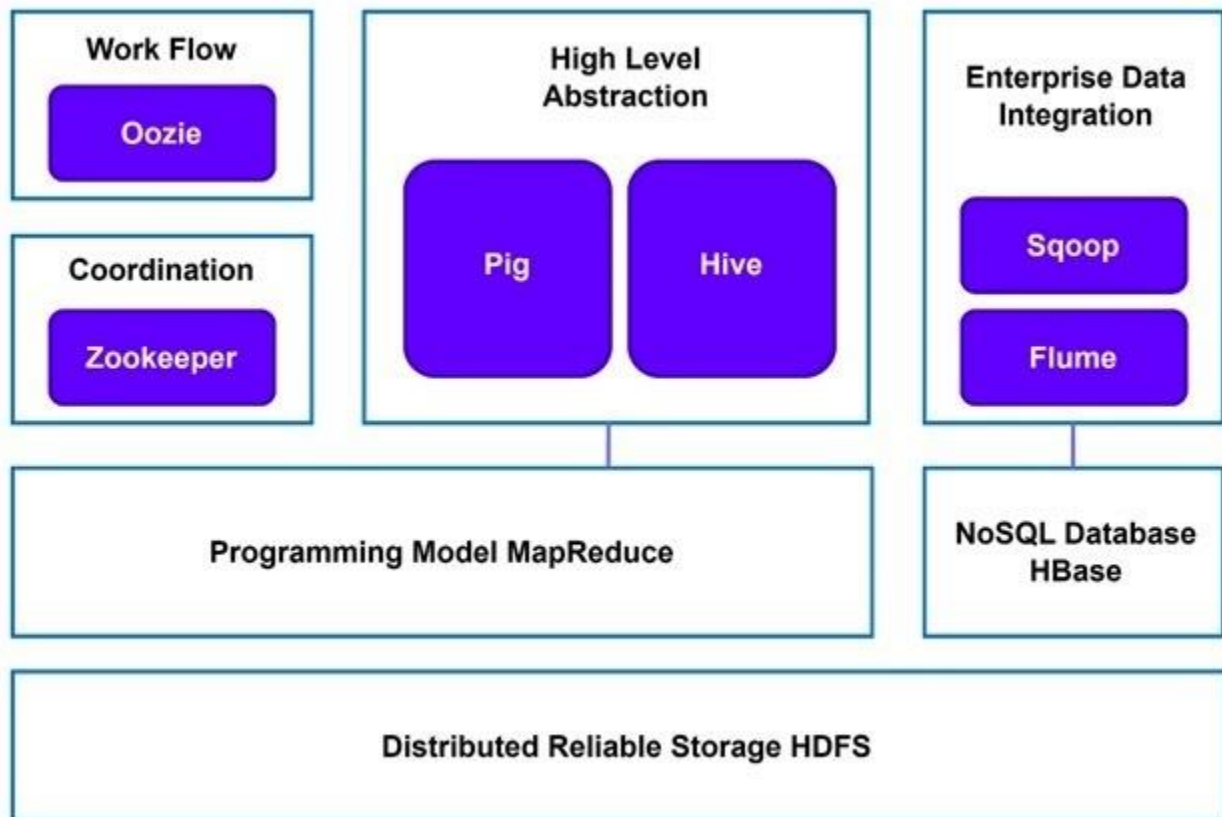 Work Flow
Oozie
Coordination
Zookeeper
High Level
Abstraction
Pig
Hive
Enterprise Data
Integration
Sqoop
Flume
Programming Model MapReduce
NoSQL Database
HBase
Distributed Reliable Storage HDFS